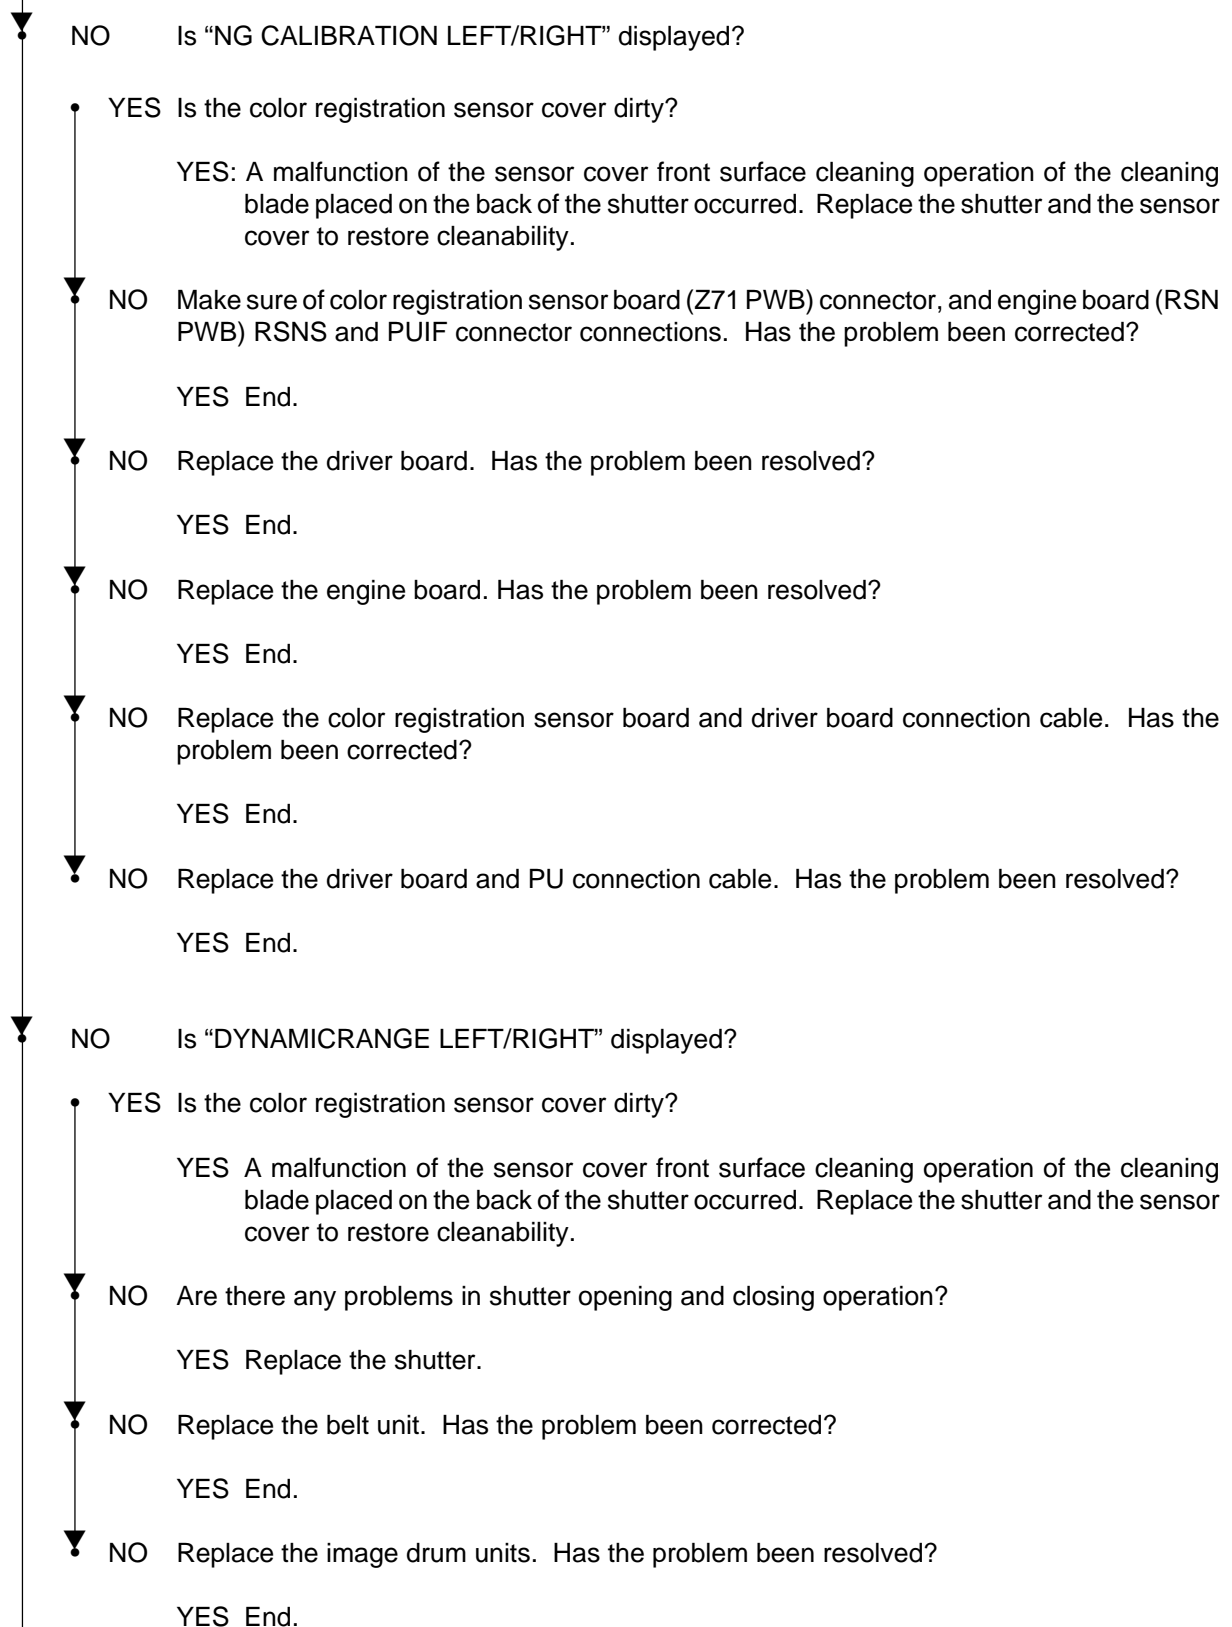 NO Is “NG CALIBRATION LEFT/RIGHT” displayed?
YES Is the color registration sensor cover dirty?
YES: A malfunction of the sensor cover front surface cleaning operation of the cleaning
blade placed on the back of the shutter occurred. Replace the shutter and the sensor
cover to restore cleanability.
NO Make sure of color registration sensor board (Z71 PWB) connector, and engine board (RSN
PWB) RSNS and PUIF connector connections. Has the problem been corrected?
YES End.
NO Replace the driver board. Has the problem been resolved?
YES End.
NO Replace the engine board. Has the problem been resolved?
YES End.
NO Replace the color registration sensor board and driver board connection cable. Has the
problem been corrected?
YES End.
NO Replace the driver board and PU connection cable. Has the problem been resolved?
YES End.
NO Is “DYNAMICRANGE LEFT/RIGHT” displayed?
YES Is the color registration sensor cover dirty?
YES A malfunction of the sensor cover front surface cleaning operation of the cleaning
blade placed on the back of the shutter occurred. Replace the shutter and the sensor
cover to restore cleanability.
NO Are there any problems in shutter opening and closing operation?
YES Replace the shutter.
NO Replace the belt unit. Has the problem been corrected?
YES End.
NO Replace the image drum units. Has the problem been resolved?
YES End.